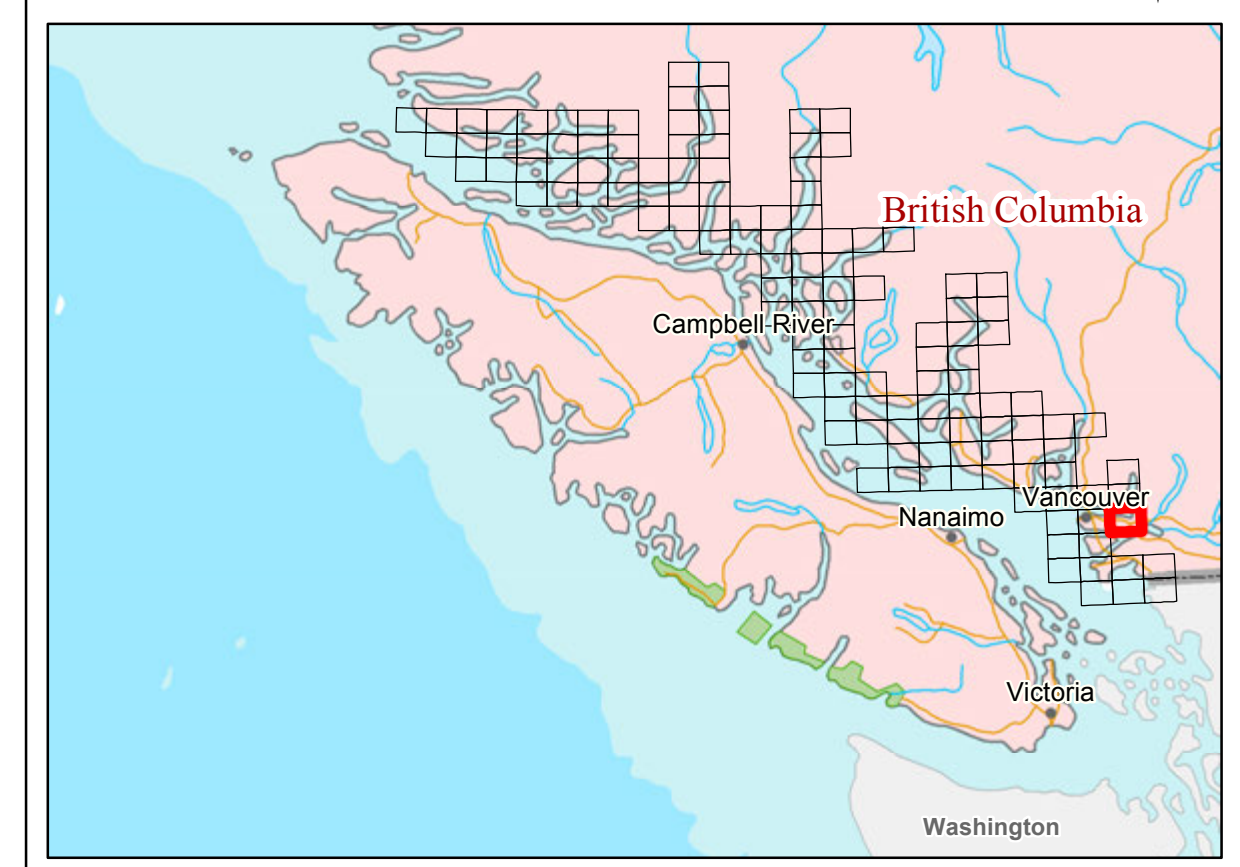 British Columbia
Campbell River
Vancouver
Nanaimo
Victoria
Washington